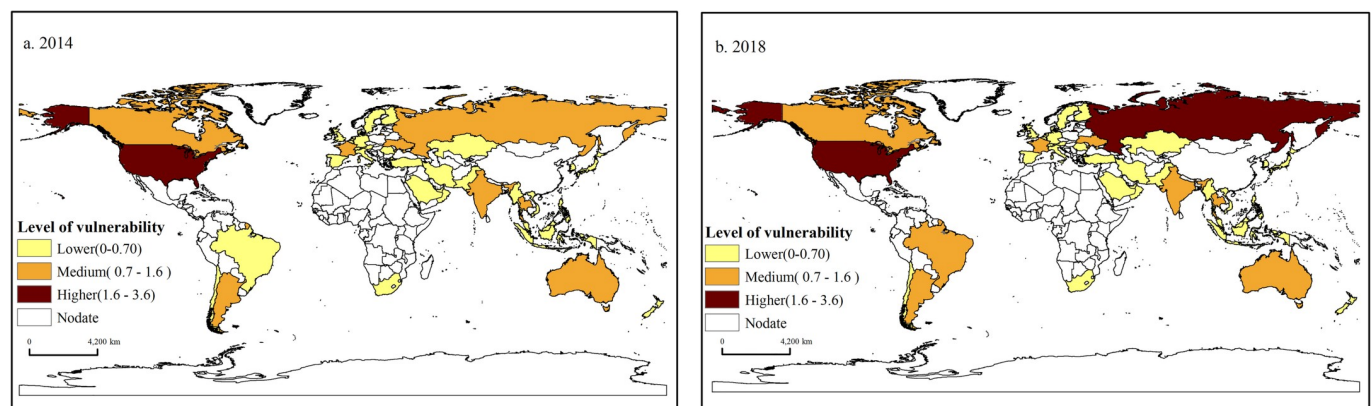 a. 2014
Level of vulnerability
Lower(0-0.70)
Medium( 0.7 - 1.6 )
Higher(1.6 - 3.6)
Nodate
0 4,200 km
b. 2018
Level of vulnerability
Lower(0-0.70)
Medium( 0.7 - 1.6 )
Higher(1.6 - 3.6)
Nodate
0 4,200 km